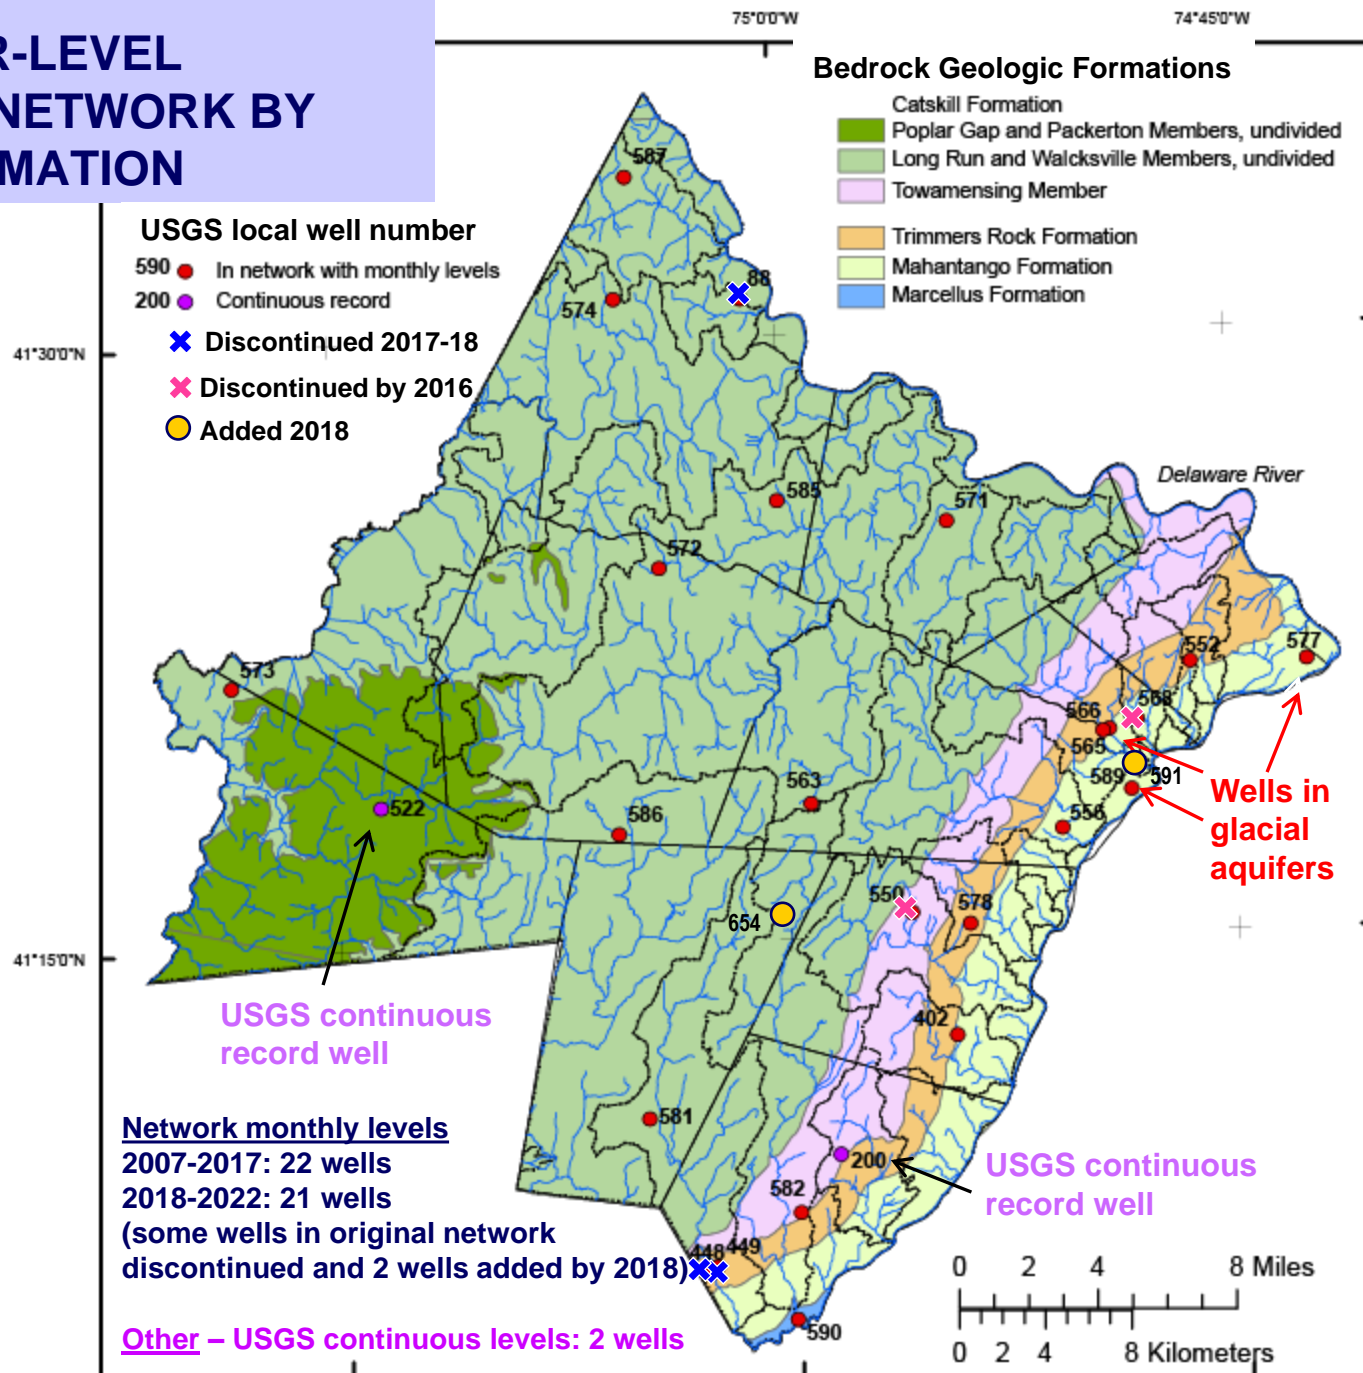 R-LEVEL
NETWORK BY
MATION
75°0'0"W
74°45'0"W
Bedrock Geologic Formations
Catskill Formation
Poplar Gap and Packerton Members, undivided
Long Run and Walcksville Members, undivided
Towamensing Member
Trimmers Rock Formation
Mahantango Formation
Marcellus Formation
USGS local well number
590 In network with monthly levels
200 Continuous record
Discontinued 2017-18
Discontinued by 2016
Added 2018
41°30'0"N
41°15'0"N
587
88
574
Delaware River
585
571
572
573
552
577
568
566
565
589
591
522
563
586
556
Wells in
glacial
aquifers
550
578
654
402
USGS continuous
record well
581
200
USGS continuous
record well
582
448
449
590
Network monthly levels
2007-2017: 22 wells
2018-2022: 21 wells
(some wells in original network
discontinued and 2 wells added by 2018)
Other – USGS continuous levels: 2 wells
0 2 4 8 Miles
0 2 4 8 Kilometers